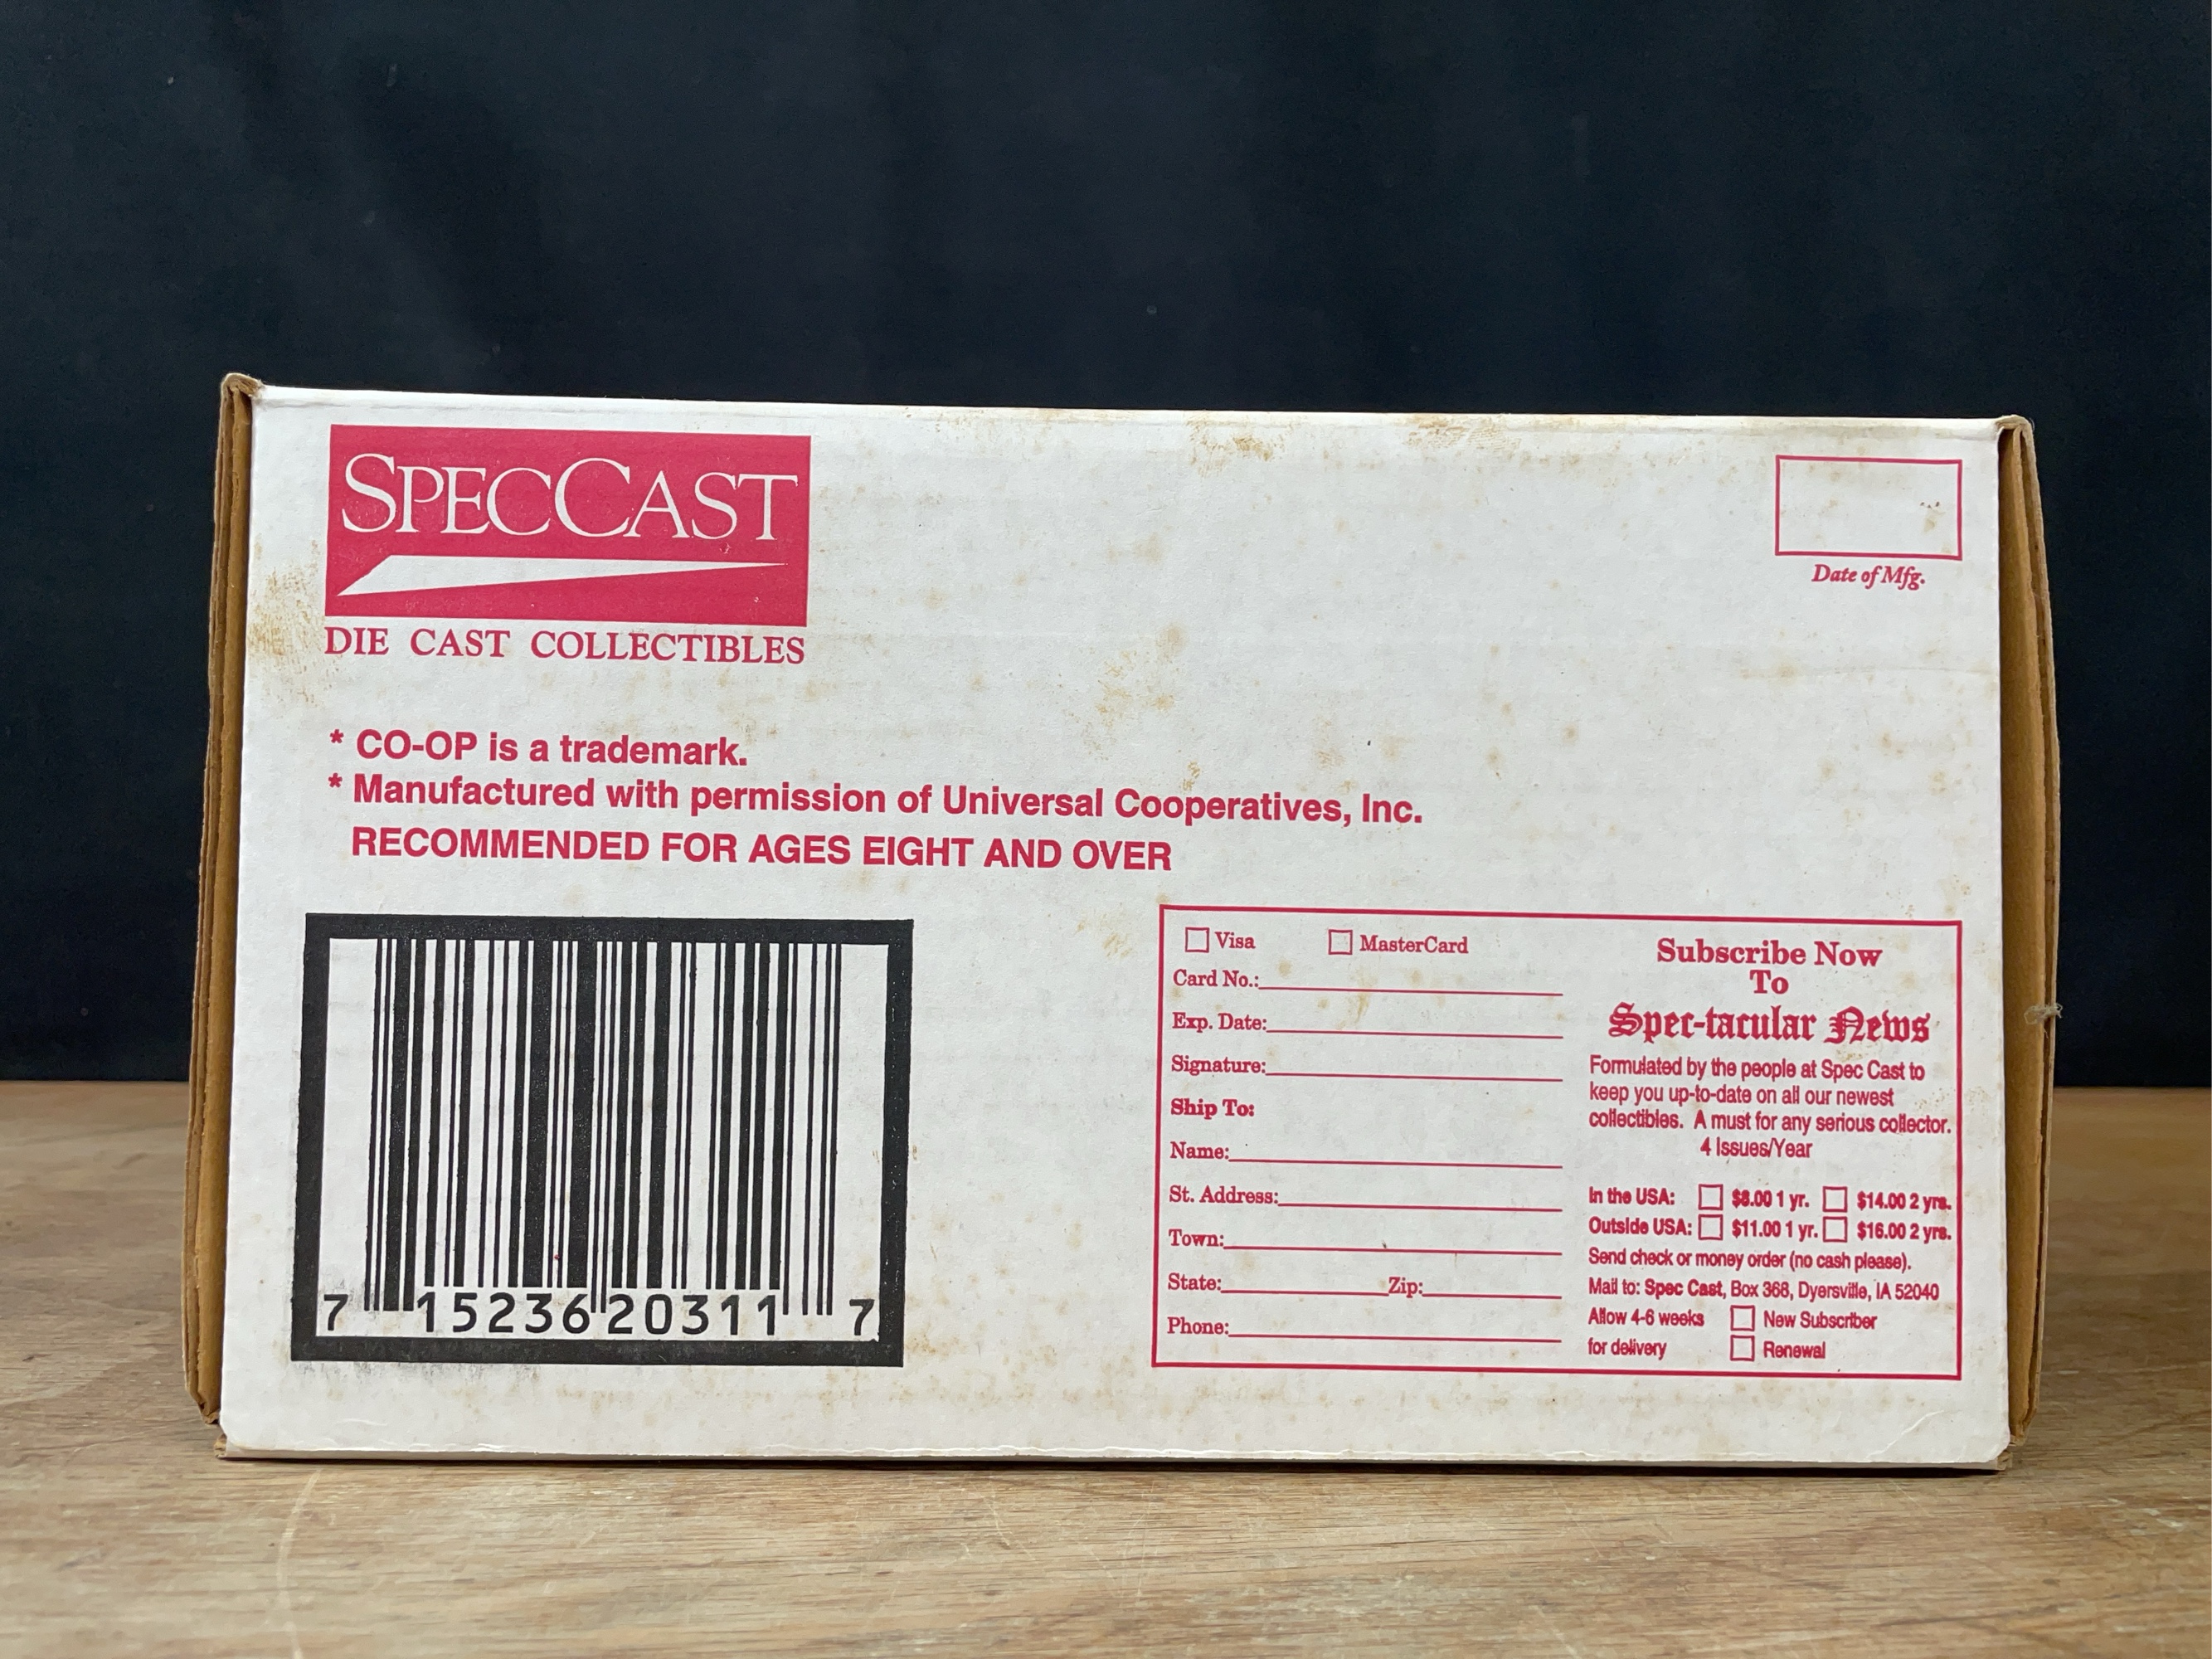 SPECCAST
DIE CAST COLLECTIBLES
Date of Mfg.
* CO-OP is a trademark.
* Manufactured with permission of Universal Cooperatives, Inc.
RECOMMENDED FOR AGES EIGHT AND OVER
7 15236 20311 7
Visa MasterCard
Card No.:
Exp. Date:
Signature:
Ship To:
Name:
St. Address:
Town:
State: Zip:
Phone:
Subscribe Now
To
Spec-tacular News
Formulated by the people at Spec Cast to
keep you up-to-date on all our newest
collectibles. A must for any serious collector.
4 Issues/Year
In the USA: $8.00 1 yr. $14.00 2 yrs.
Outside USA: $11.00 1 yr. $16.00 2 yrs.
Send check or money order (no cash please).
Mail to: Spec Cast, Box 368, Dyersville, IA 52040
Allow 4-6 weeks New Subscriber
for delivery Renewal